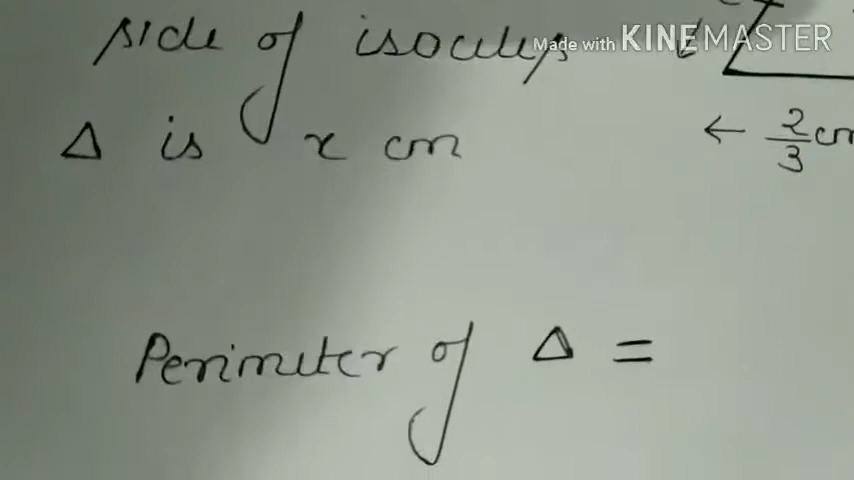 side of isoceles
Made with KINEMASTER
Δ is x cm
← 2/3 cm
Perimeter of Δ =